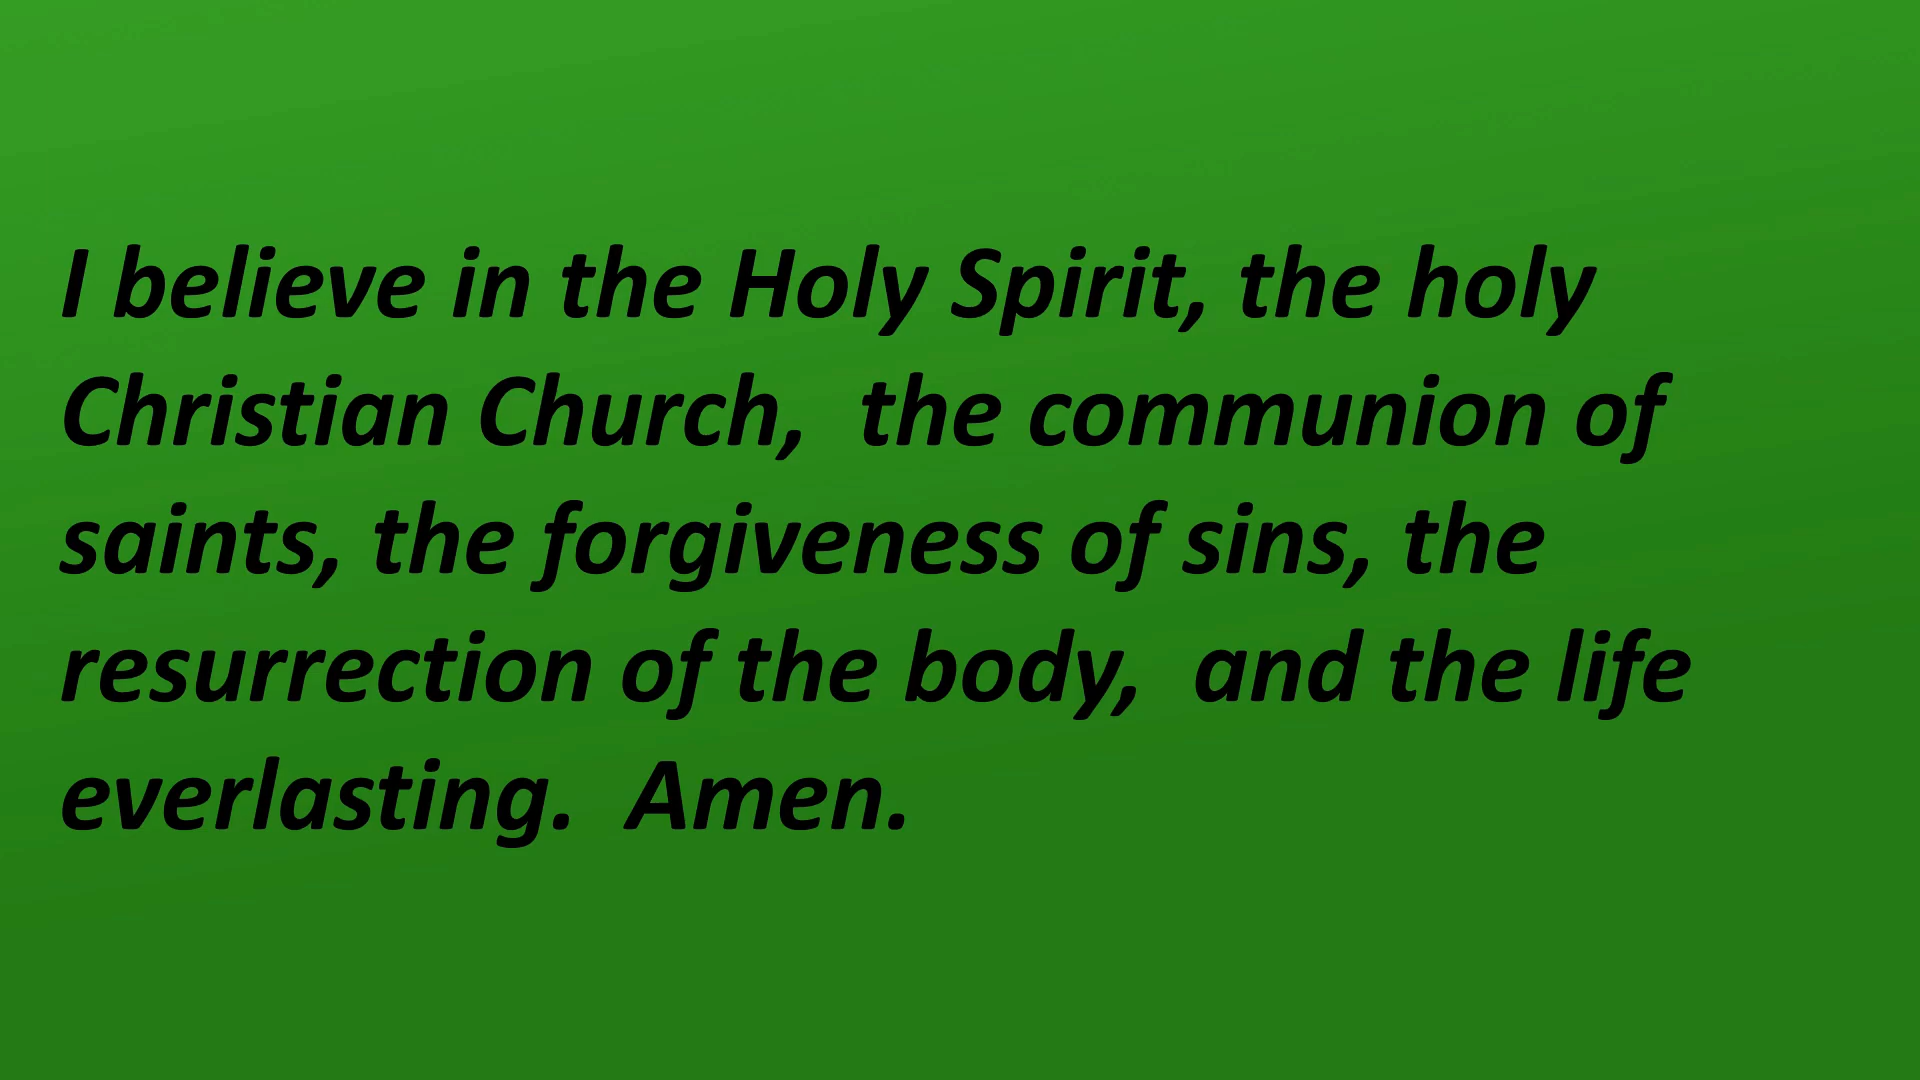 I believe in the Holy Spirit, the holy
Christian Church,  the communion of
saints, the forgiveness of sins, the
resurrection of the body,  and the life
everlasting.  Amen.